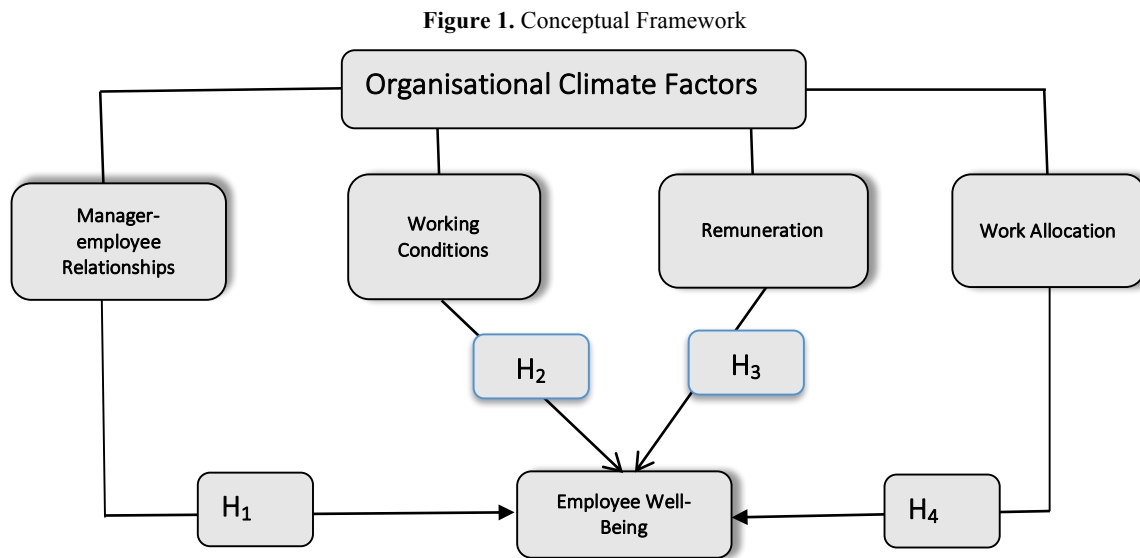 Figure 1. Conceptual Framework
Organisational Climate Factors
Manager-
employee
Relationships
Working
Conditions
Remuneration
Work Allocation
H₂
H₃
H₁
Employee Well-
Being
H₄